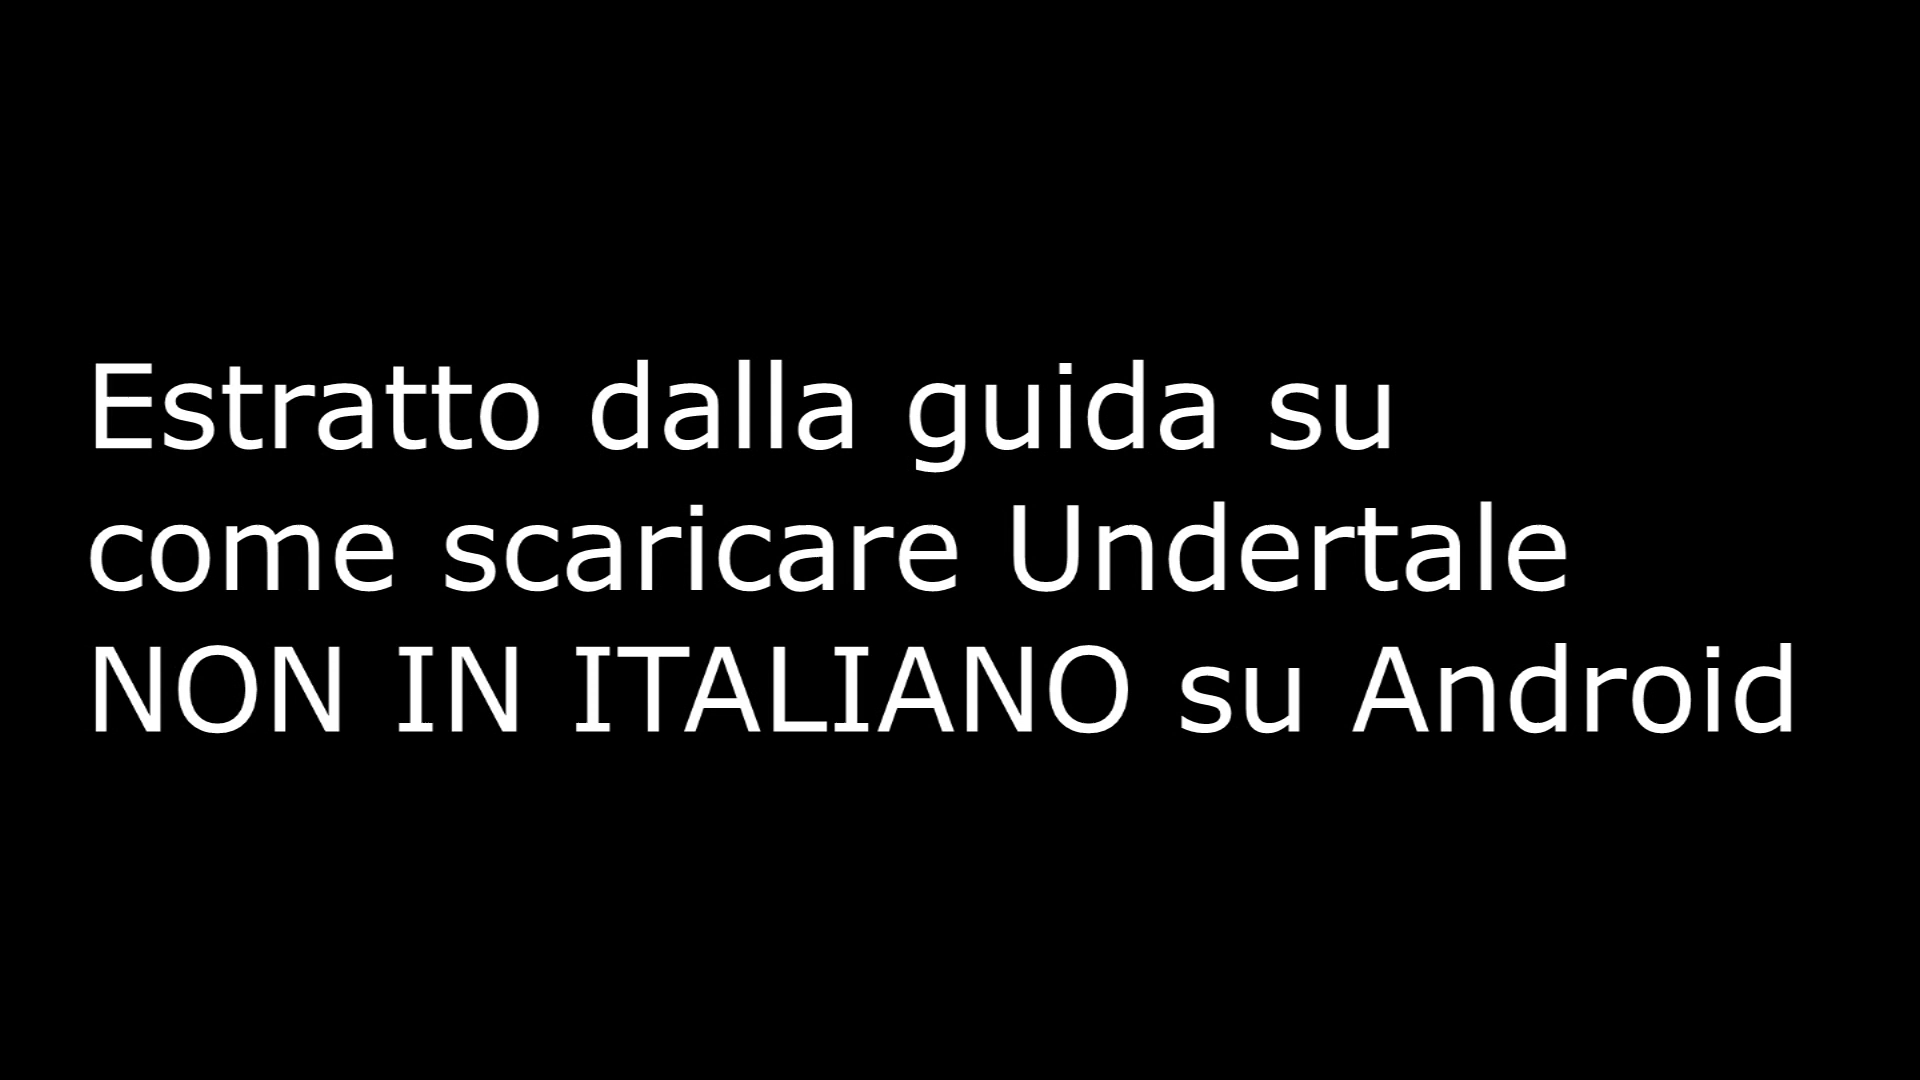 Estratto dalla guida su
come scaricare Undertale
NON IN ITALIANO su Android